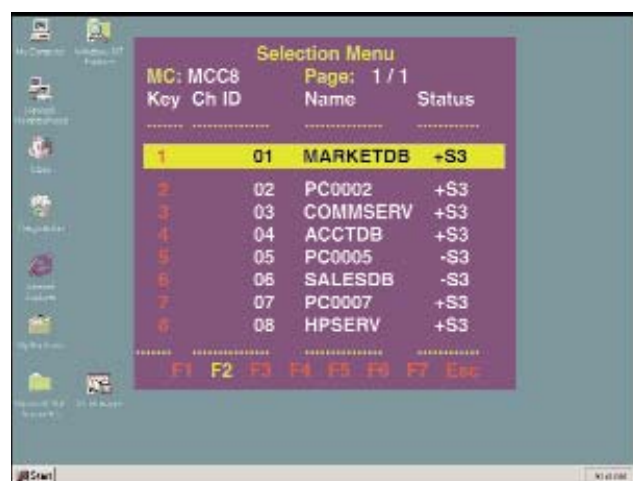 Selection Menu
MC: MCC8 Page: 1/1
Key Ch ID Name Status
1 01 MARKETDB +S3
2 02 PC0002 +S3
3 03 COMMSERV +S3
4 04 ACCTDB +S3
5 05 PC0005 -S3
6 06 SALESDB -S3
7 07 PC0007 +S3
8 08 HPSERV +S3
F1 F2 F3 F4 F5 F6 F7 Esc
My Computer
Start